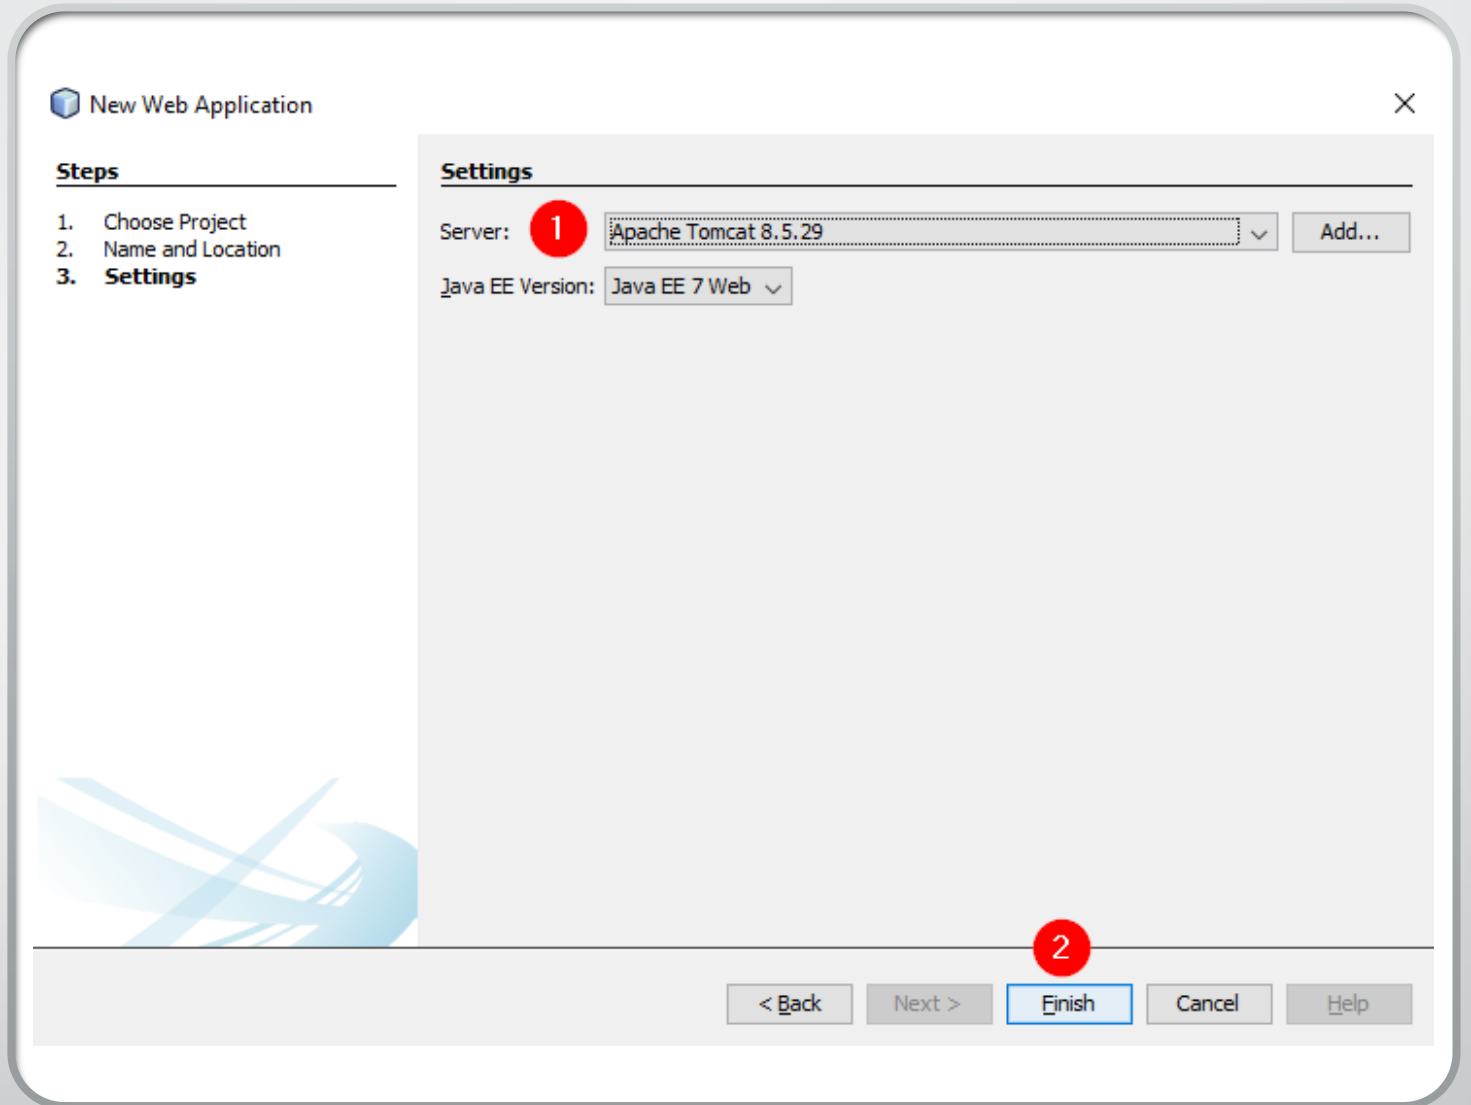 New Web Application
Steps
1. Choose Project
2. Name and Location
3. Settings
Settings
Server: 1 Apache Tomcat 8.5.29 Add...
Java EE Version: Java EE 7 Web
2
< Back Next > Finish Cancel Help